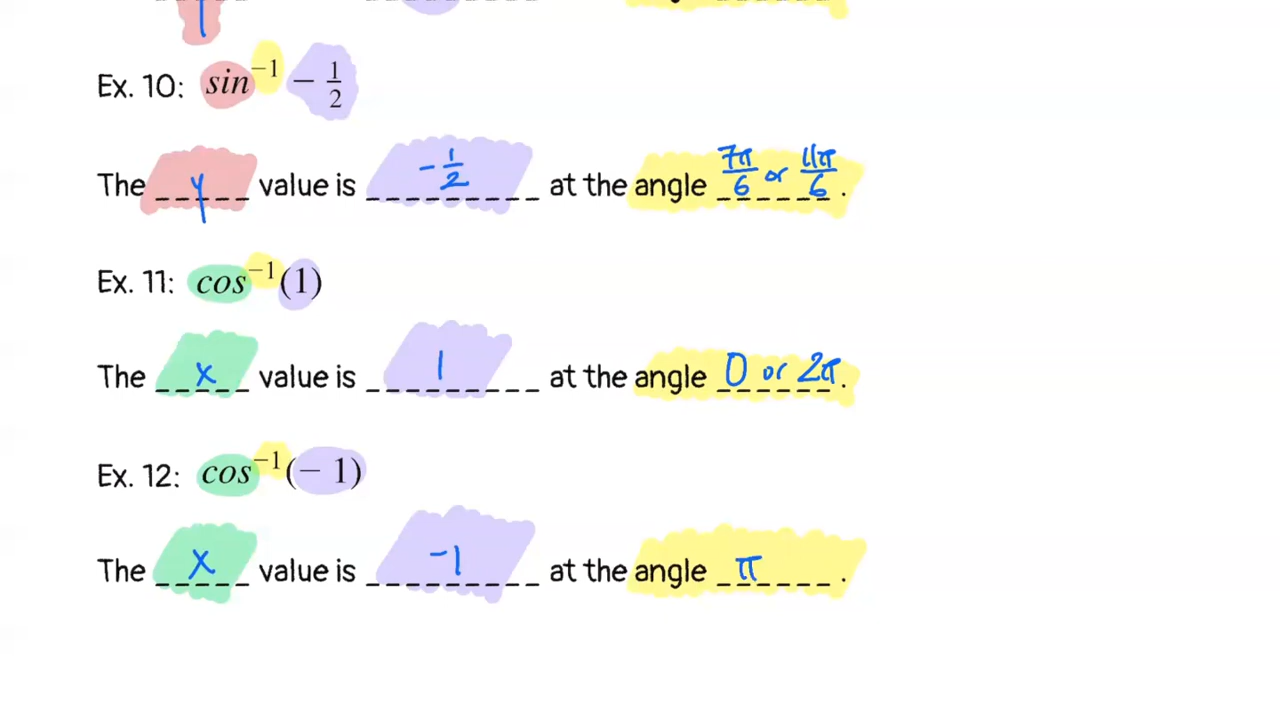 Ex. 10: sin⁻¹ − 1/2
The y value is -1/2 at the angle 7π/6 or 11π/6.
Ex. 11: cos⁻¹(1)
The x value is 1 at the angle 0 or 2π.
Ex. 12: cos⁻¹(− 1)
The x value is -1 at the angle π.